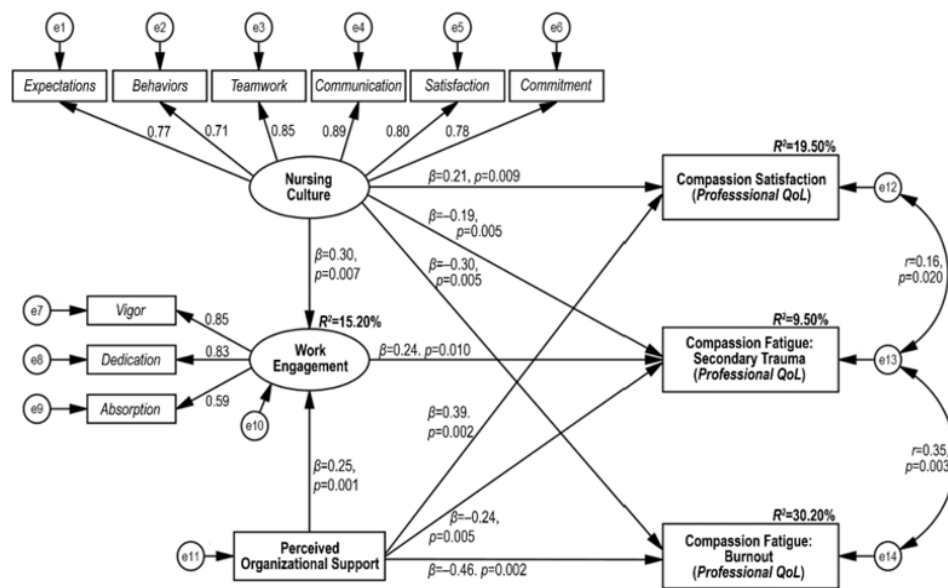 e1 e2 e3 e4 e5 e6
Expectations Behaviors Teamwork Communication Satisfaction Commitment
0.77 0.71 0.85 0.89 0.80 0.78
R²=19.50%
Nursing
Culture
β=0.21, p=0.009
Compassion Satisfaction
(Professsional QoL)
e12
β=–0.19,
p=0.005
β=0.30,
p=0.007
β=–0.30,
p=0.005
r=0.16,
p=0.020
e7
Vigor
0.85
R²=15.20%
R²=9.50%
e8
Dedication
0.83
Work
Engagement
β=0.24. p=0.010
Compassion Fatigue:
Secondary Trauma
(Professional QoL)
e13
e9
Absorption
0.59
e10
β=0.39.
p=0.002
r=0.35,
p=0.003
β=0.25,
p=0.001
β=–0.24,
p=0.005
R²=30.20%
e11
Perceived
Organizational Support
β=–0.46. p=0.002
Compassion Fatigue:
Burnout
(Professional QoL)
e14